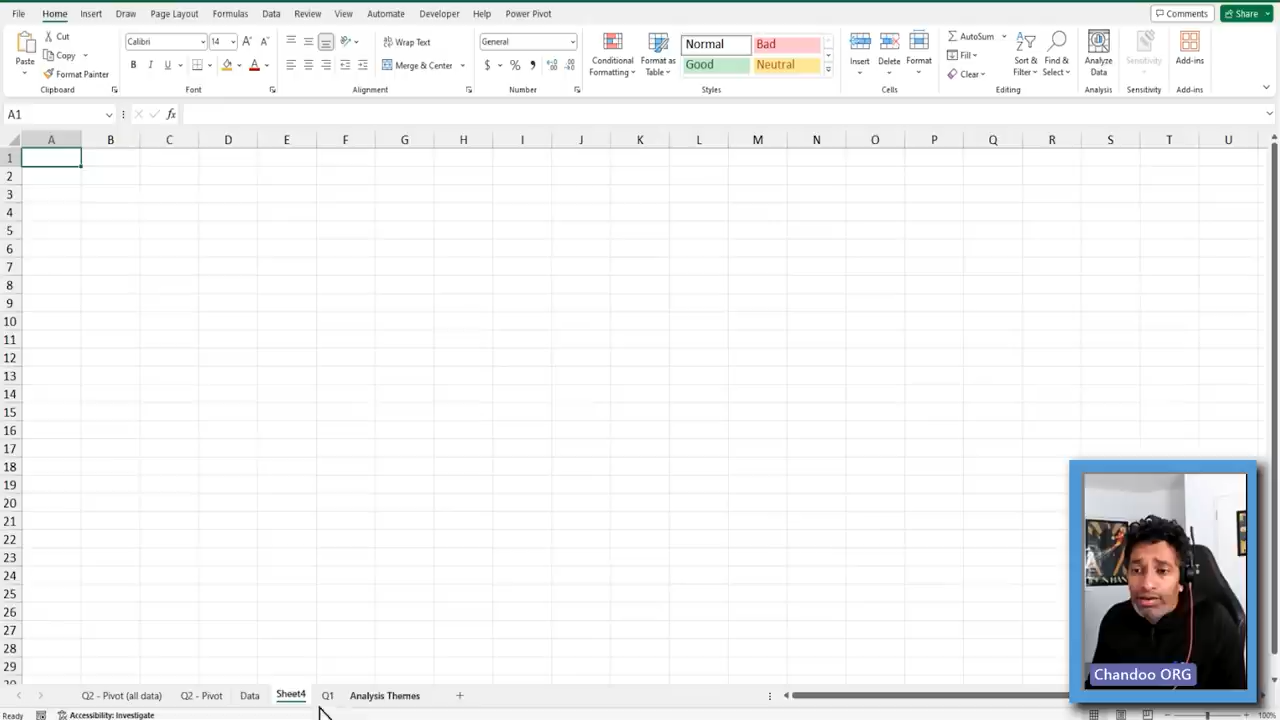 File Home Insert Draw Page Layout Formulas Data Review View Automate Developer Help Power Pivot Comments Share
Paste Cut Copy Format Painter Clipboard
Calibri 14 A A B I U A Font
Wrap Text Merge & Center Alignment
General $ % , Number
Conditional Formatting Format as Table Normal Bad Good Neutral Styles
Insert Delete Format Cells
AutoSum Fill Clear Sort & Filter Find & Select Editing
Analyze Data Analysis
Sensitivity Sensitivity
Add-ins Add-ins
A1 fx
A B C D E F G H I J K L M N O P Q R S T U
1
2
3
4
5
6
7
8
9
10
11
12
13
14
15
16
17
18
19
20
21
22
23
24
25
26
27
28
29
Chandoo ORG
Q2 - Pivot (all data) Q2 - Pivot Data Sheet4 Q1 Analysis Themes +
Ready Accessibility: Investigate 100%